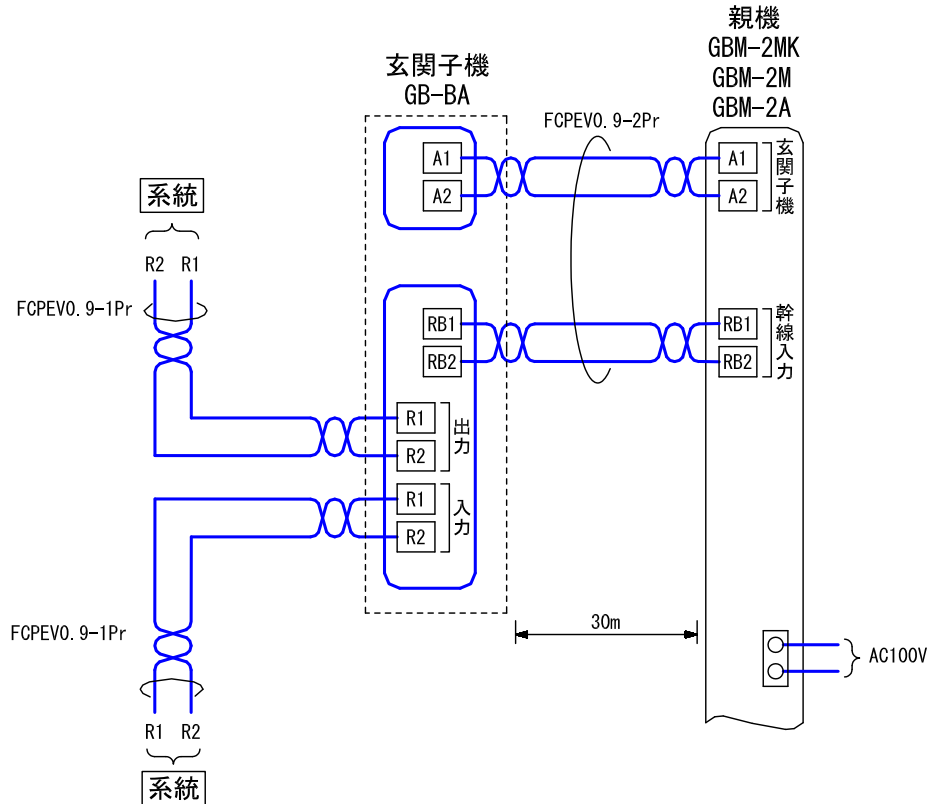 親機
GBM-2MK
GBM-2M
GBM-2A
玄関子機
GB-BA
FCPEV0.9-2Pr
A1
A2
A1
A2
玄関子機
系統
R2 R1
FCPEV0.9-1Pr
RB1
RB2
RB1
RB2
幹線入力
R1
R2
出力
R1
R2
入力
FCPEV0.9-1Pr
30m
AC100V
R1 R2
系統